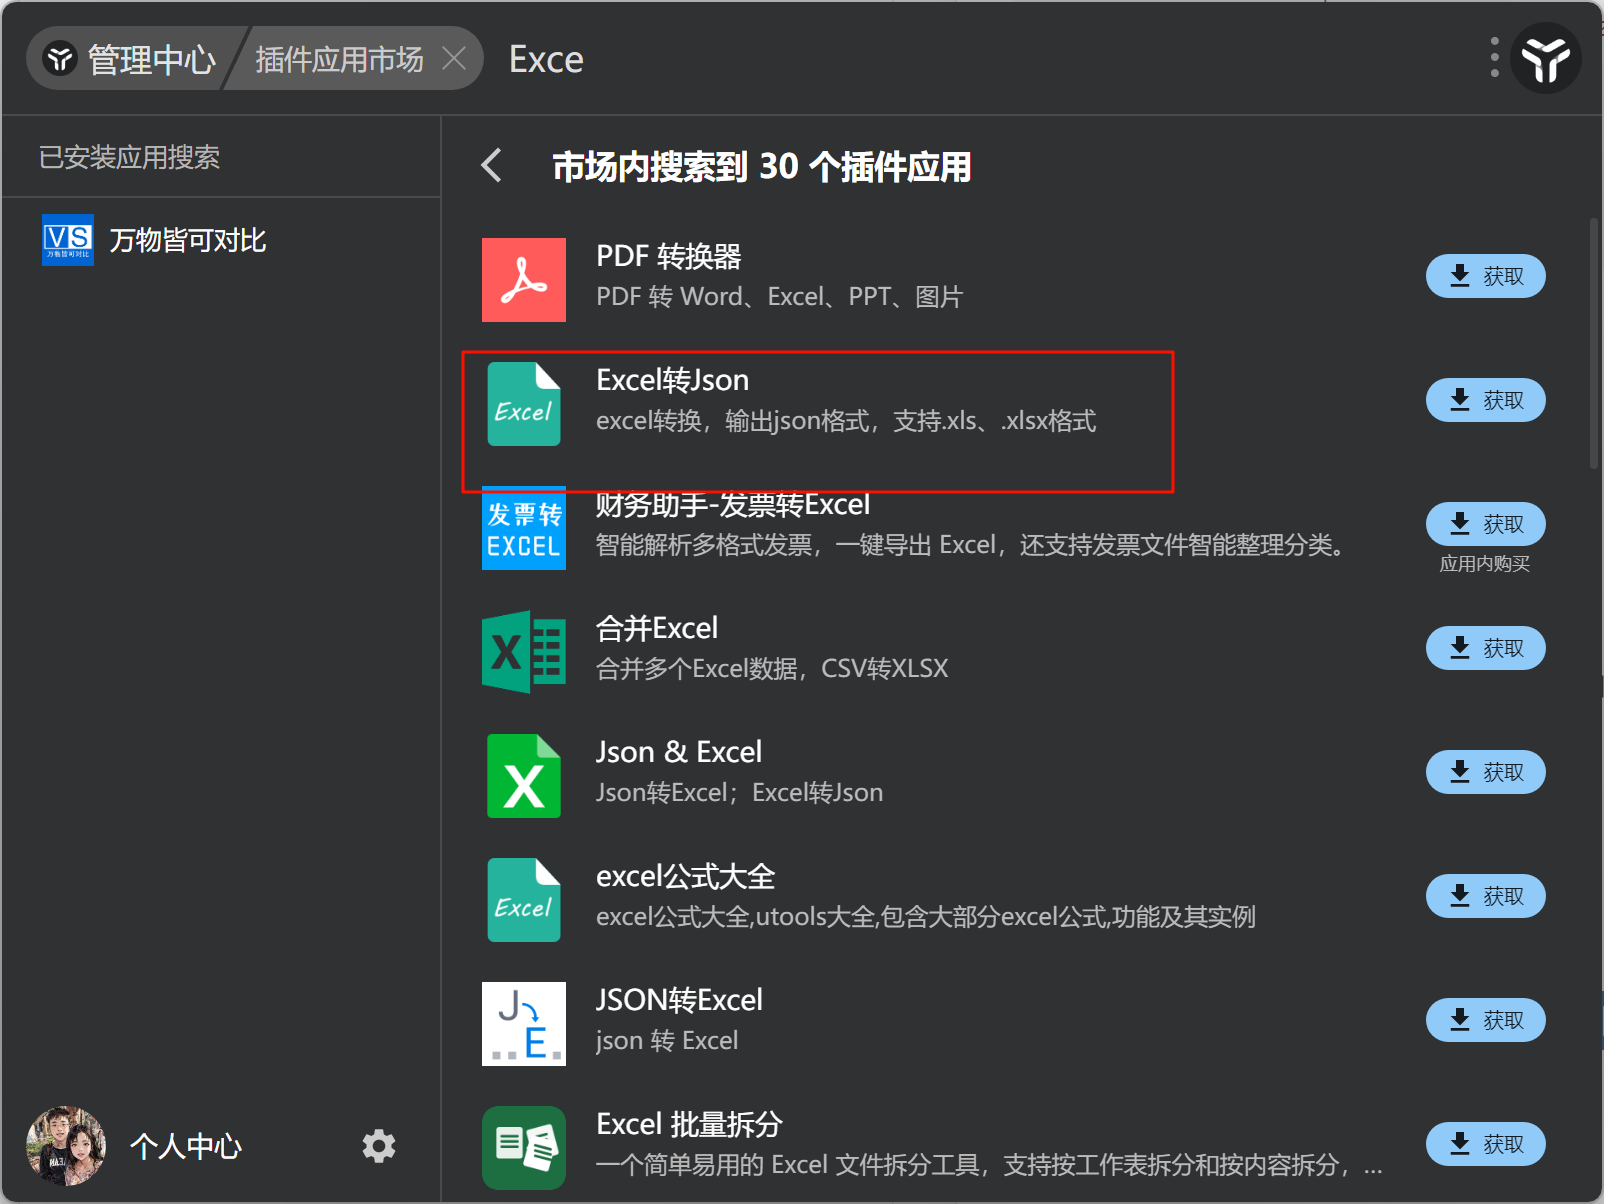 管理中心
插件应用市场
Exce
已安装应用搜索
VS
万物皆可对比
万物皆可对比
市场内搜索到 30 个插件应用
PDF 转换器
PDF 转 Word、Excel、PPT、图片
获取
Excel
Excel转Json
excel转换，输出json格式，支持.xls、.xlsx格式
获取
发票转
EXCEL
财务助手-发票转Excel
智能解析多格式发票，一键导出 Excel，还支持发票文件智能整理分类。
获取
应用内购买
X
合并Excel
合并多个Excel数据，CSV转XLSX
获取
X
Json & Excel
Json转Excel；Excel转Json
获取
Excel
excel公式大全
excel公式大全,utools大全,包含大部分excel公式,功能及其实例
获取
J
E
JSON转Excel
json 转 Excel
获取
Excel 批量拆分
一个简单易用的 Excel 文件拆分工具，支持按工作表拆分和按内容拆分，...
获取
个人中心